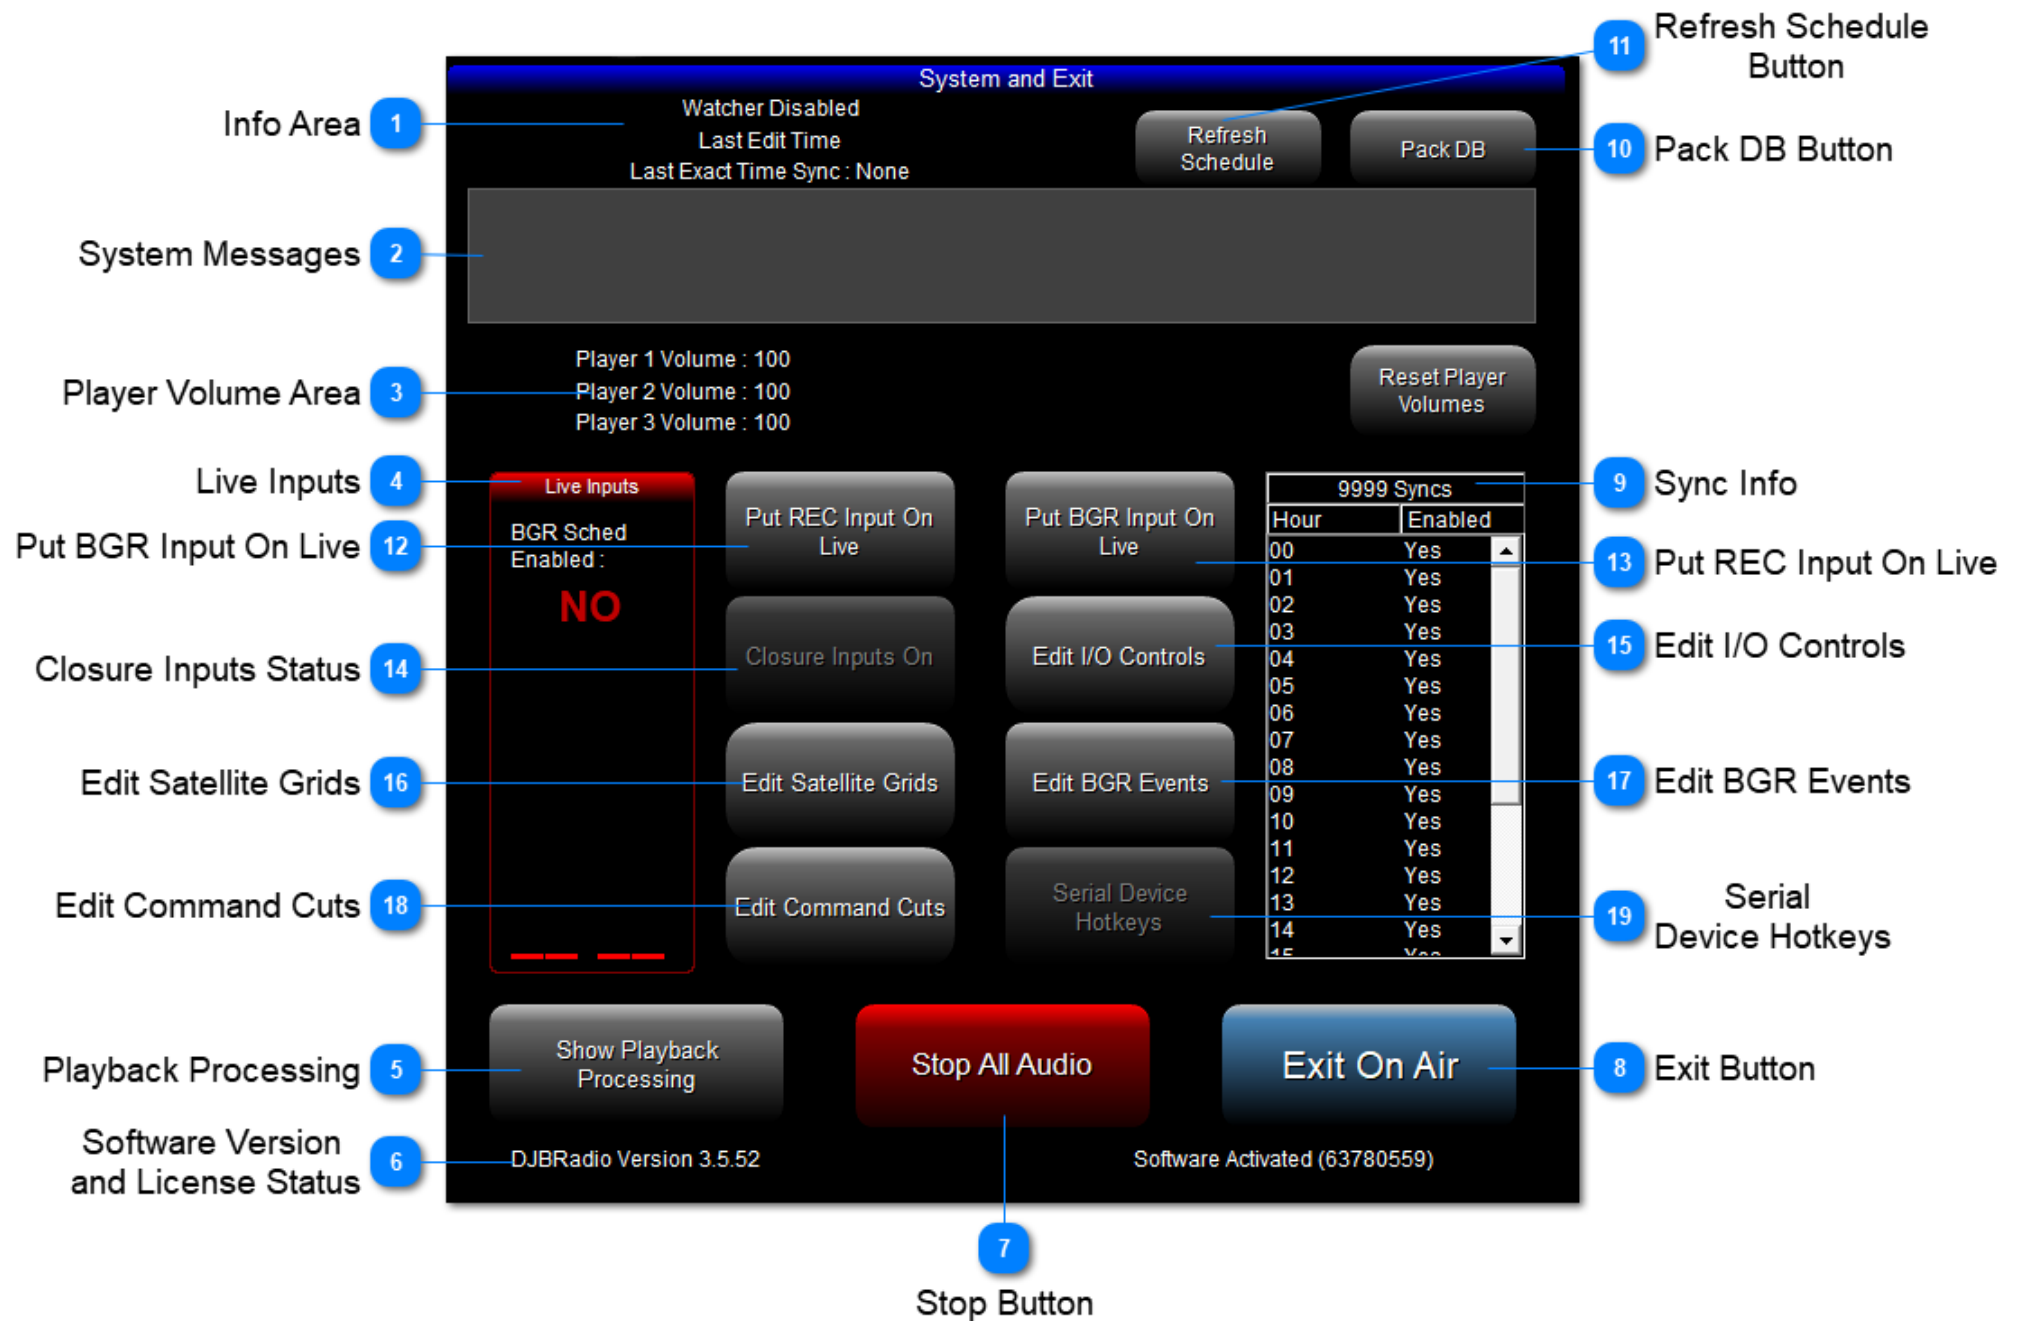 11
Refresh Schedule
Button
System and Exit
Info Area
1
Watcher Disabled
Last Edit Time
Last Exact Time Sync : None
Refresh
Schedule
Pack DB
10
Pack DB Button
System Messages
2
Player Volume Area
3
Player 1 Volume : 100
Player 2 Volume : 100
Player 3 Volume : 100
Reset Player
Volumes
Live Inputs
4
Live Inputs
BGR Sched
Enabled :
NO
Put BGR Input On Live
12
Put REC Input On
Live
Put BGR Input On
Live
9999 Syncs
Hour Enabled
00 Yes
01 Yes
02 Yes
03 Yes
04 Yes
05 Yes
06 Yes
07 Yes
08 Yes
09 Yes
10 Yes
11 Yes
12 Yes
13 Yes
14 Yes
15 Yes
9
Sync Info
13
Put REC Input On Live
Closure Inputs Status
14
Closure Inputs On
Edit I/O Controls
15
Edit I/O Controls
Edit Satellite Grids
16
Edit Satellite Grids
Edit BGR Events
17
Edit BGR Events
Edit Command Cuts
18
Edit Command Cuts
Serial Device
Hotkeys
19
Serial
Device Hotkeys
Playback Processing
5
Show Playback
Processing
Stop All Audio
Exit On Air
8
Exit Button
Software Version
and License Status
6
DJBRadio Version 3.5.52
Software Activated (63780559)
7
Stop Button